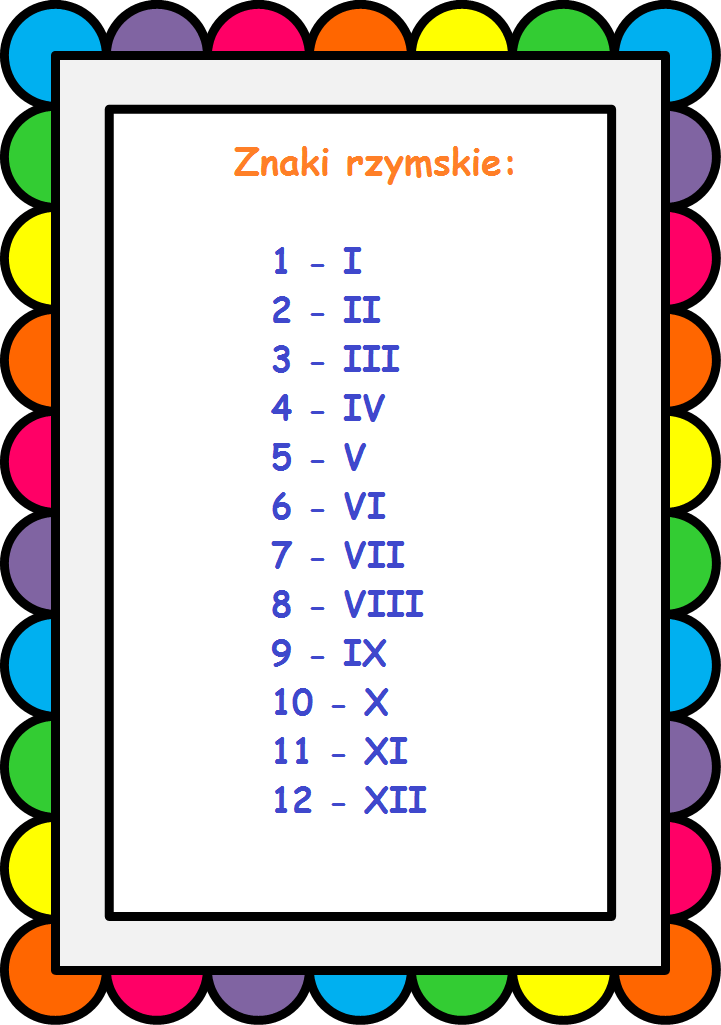 Znaki rzymskie:
1 - I
2 - II
3 - III
4 - IV
5 - V
6 - VI
7 - VII
8 - VIII
9 - IX
10 - X
11 - XI
12 - XII